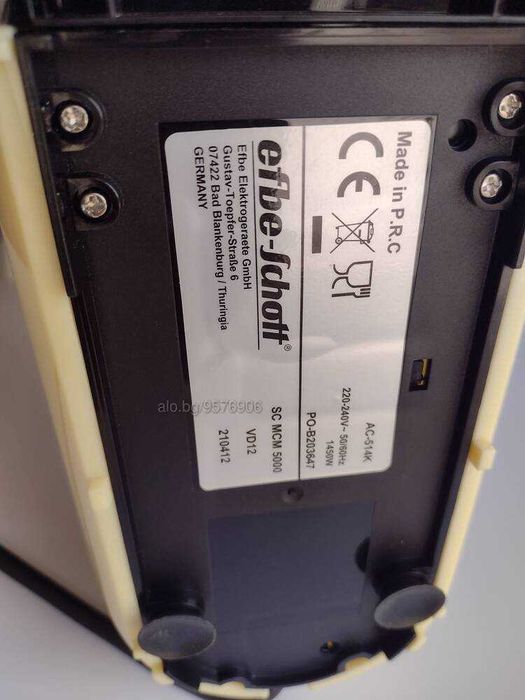 efbe-Schott®
Efbe Elektrogeraete GmbH
Gustav-Toepfer-Straße 6
07422 Bad Blankenburg / Thuringia
GERMANY
SC MCM 5000
VD12
210412
Made in P.R.C
CE
AC-514K
220-240V~ 50/60Hz
1450W
PO-B203647
alo.bg/9576906